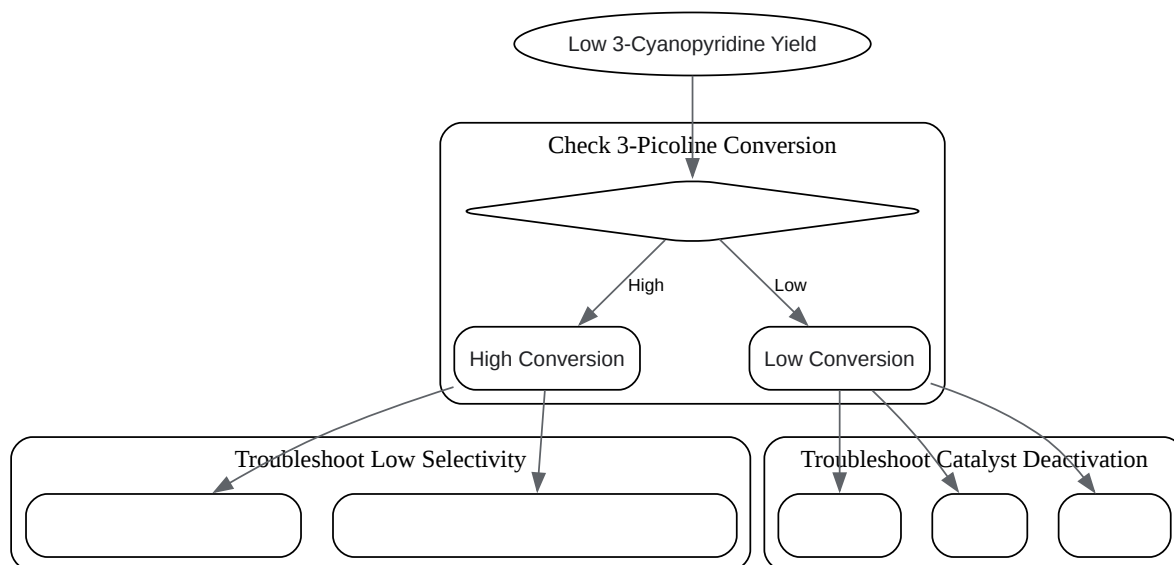 Low 3-Cyanopyridine Yield
Check 3-Picoline Conversion
High
Low
High Conversion
Low Conversion
Troubleshoot Low Selectivity
Troubleshoot Catalyst Deactivation